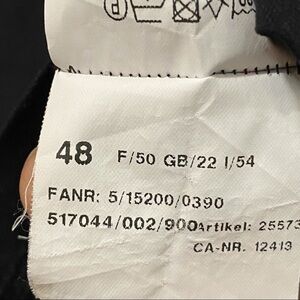 48 F/50 GB/22 I/54
FANR: 5/15200/0390
517044/002/900 Artikel: 25573
CA-NR. 12413